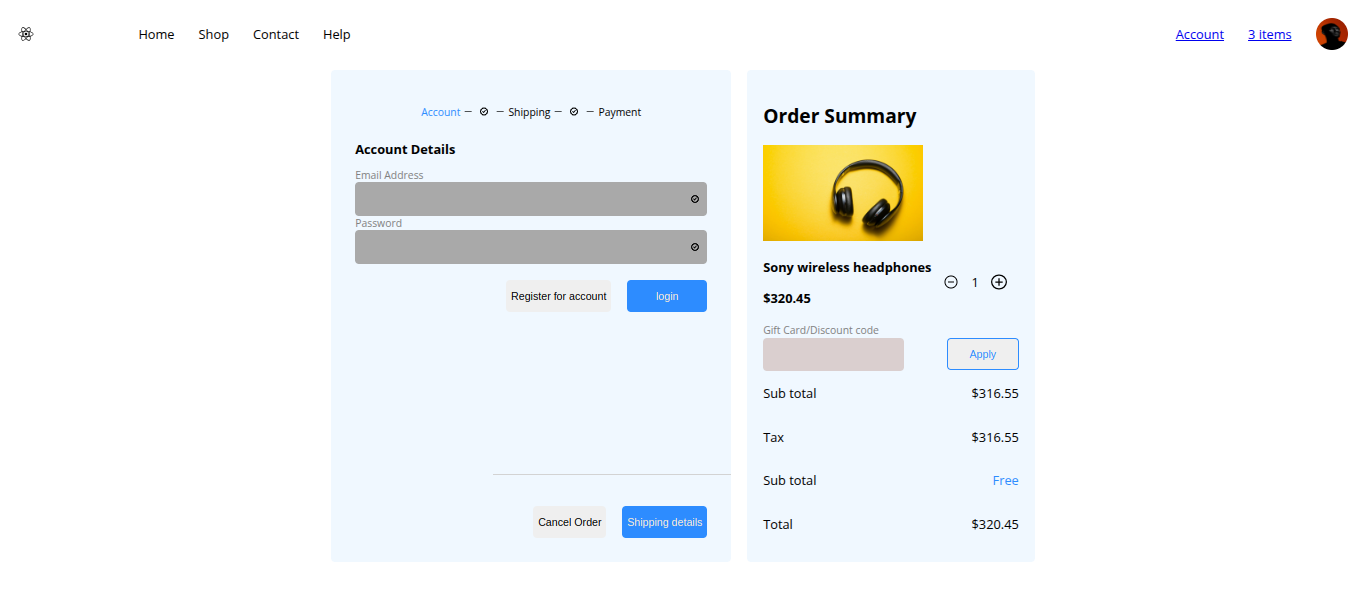 Home Shop Contact Help Account 3 items
Account — — Shipping — — Payment
Account Details
Email Address
Password
Register for account login
Cancel Order Shipping details
Order Summary
Sony wireless headphones
$320.45
1
Gift Card/Discount code
Apply
Sub total $316.55
Tax $316.55
Sub total Free
Total $320.45